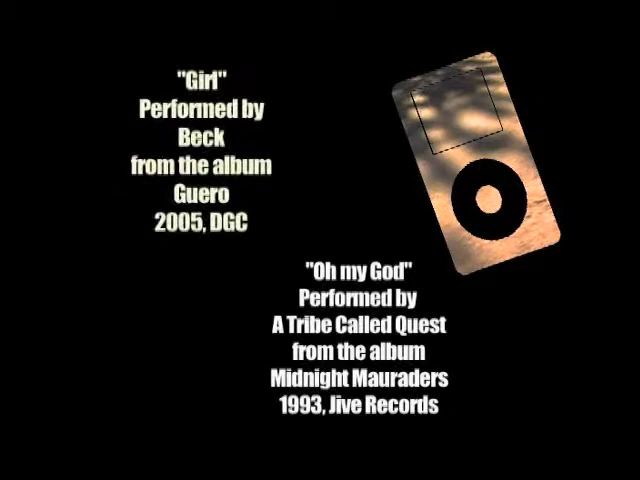 "Girl"
Performed by
Beck
from the album
Guero
2005, DGC
"Oh my God"
Performed by
A Tribe Called Quest
from the album
Midnight Mauraders
1993, Jive Records